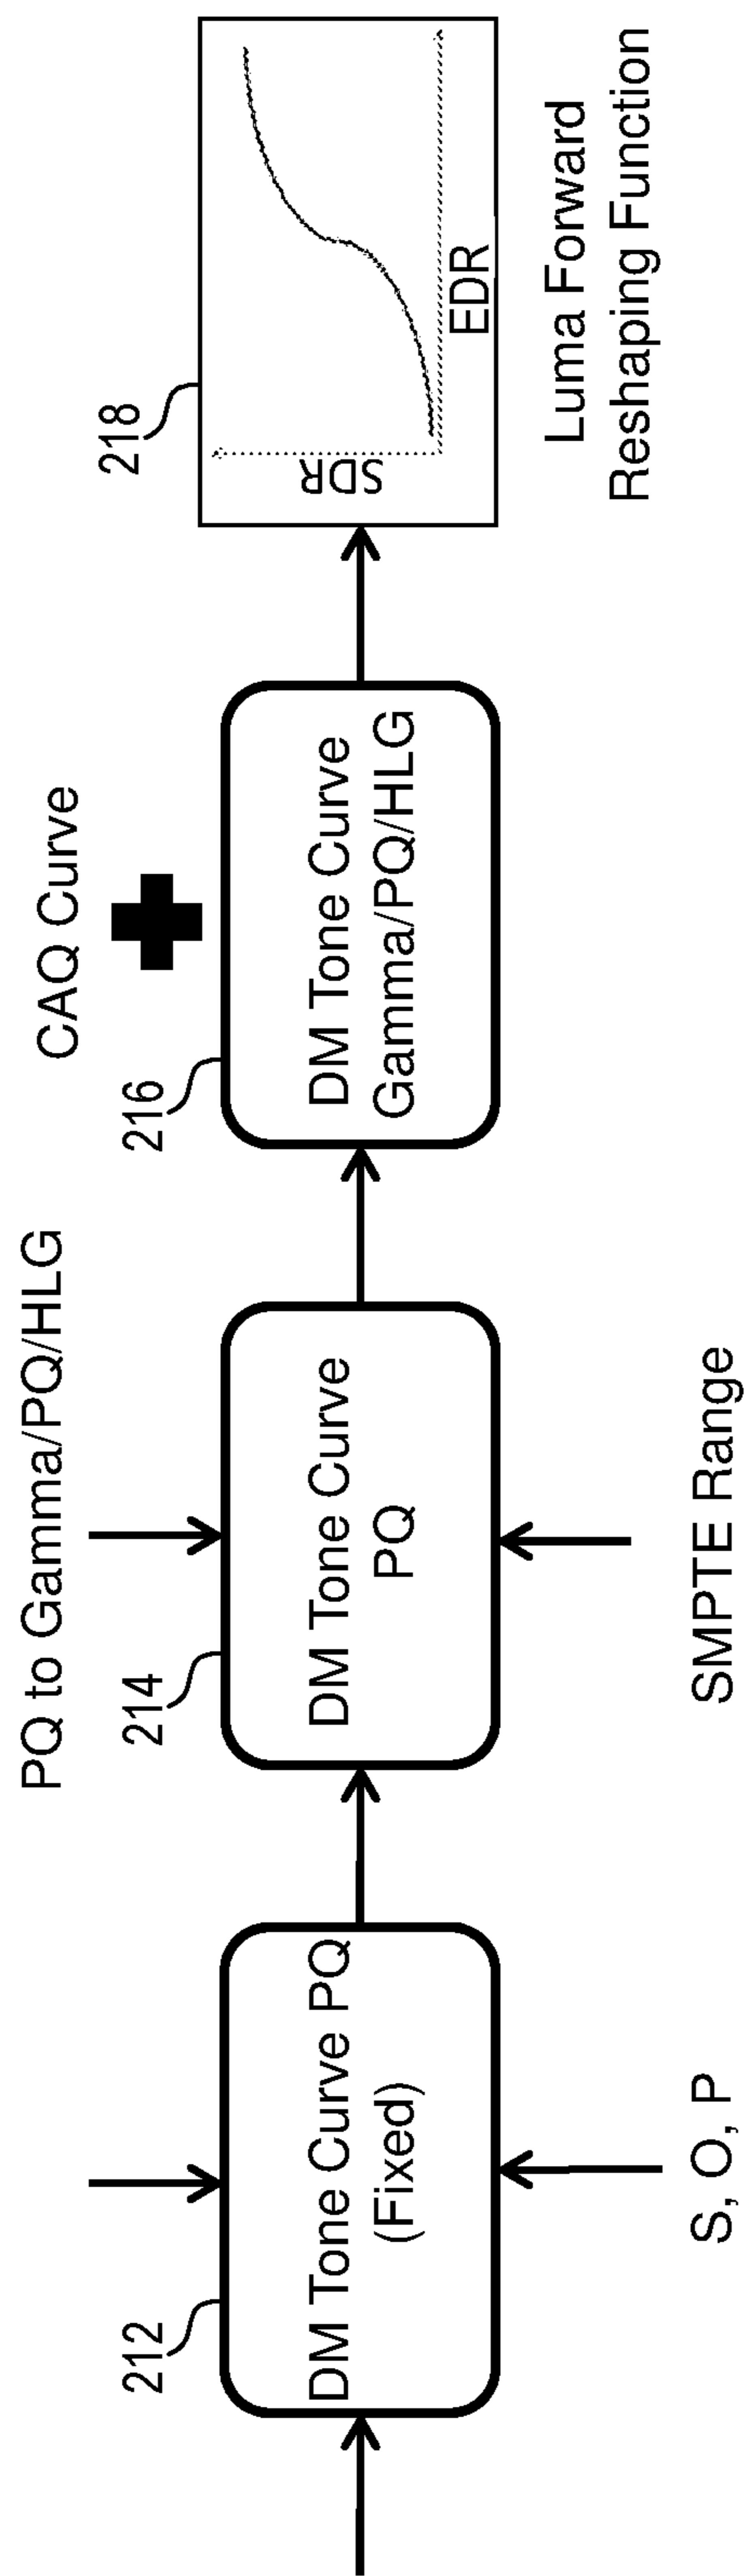 212
DM Tone Curve PQ
(Fixed)
S, O, P
PQ to Gamma/PQ/HLG
214
DM Tone Curve
PQ
SMPTE Range
CAQ Curve
216
DM Tone Curve
Gamma/PQ/HLG
218
SDR
EDR
Luma Forward
Reshaping Function